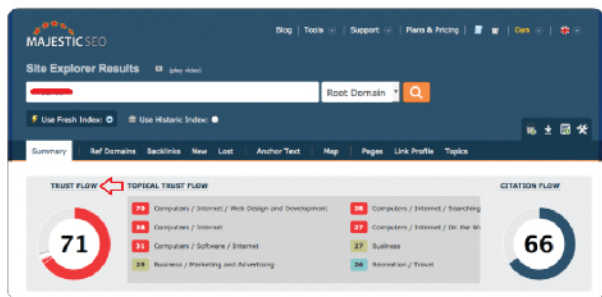 MAJESTIC SEO
Blog | Tools | Support | Plans & Pricing | Dan
Site Explorer Results (play video)
Root Domain
Use Fresh Index: Use Historic Index:
Summary Ref Domains Backlinks New Lost Anchor Text Map Pages Link Profile Topics
TRUST FLOW TOPICAL TRUST FLOW CITATION FLOW
Computers / Internet / Web Design and Development Computers / Internet / Searching
Computers / Internet Computers / Internet / On the
31 Computers / Software / Internet 27 Business
Business / Marketing and Advertising Recreation / Travel
71 66